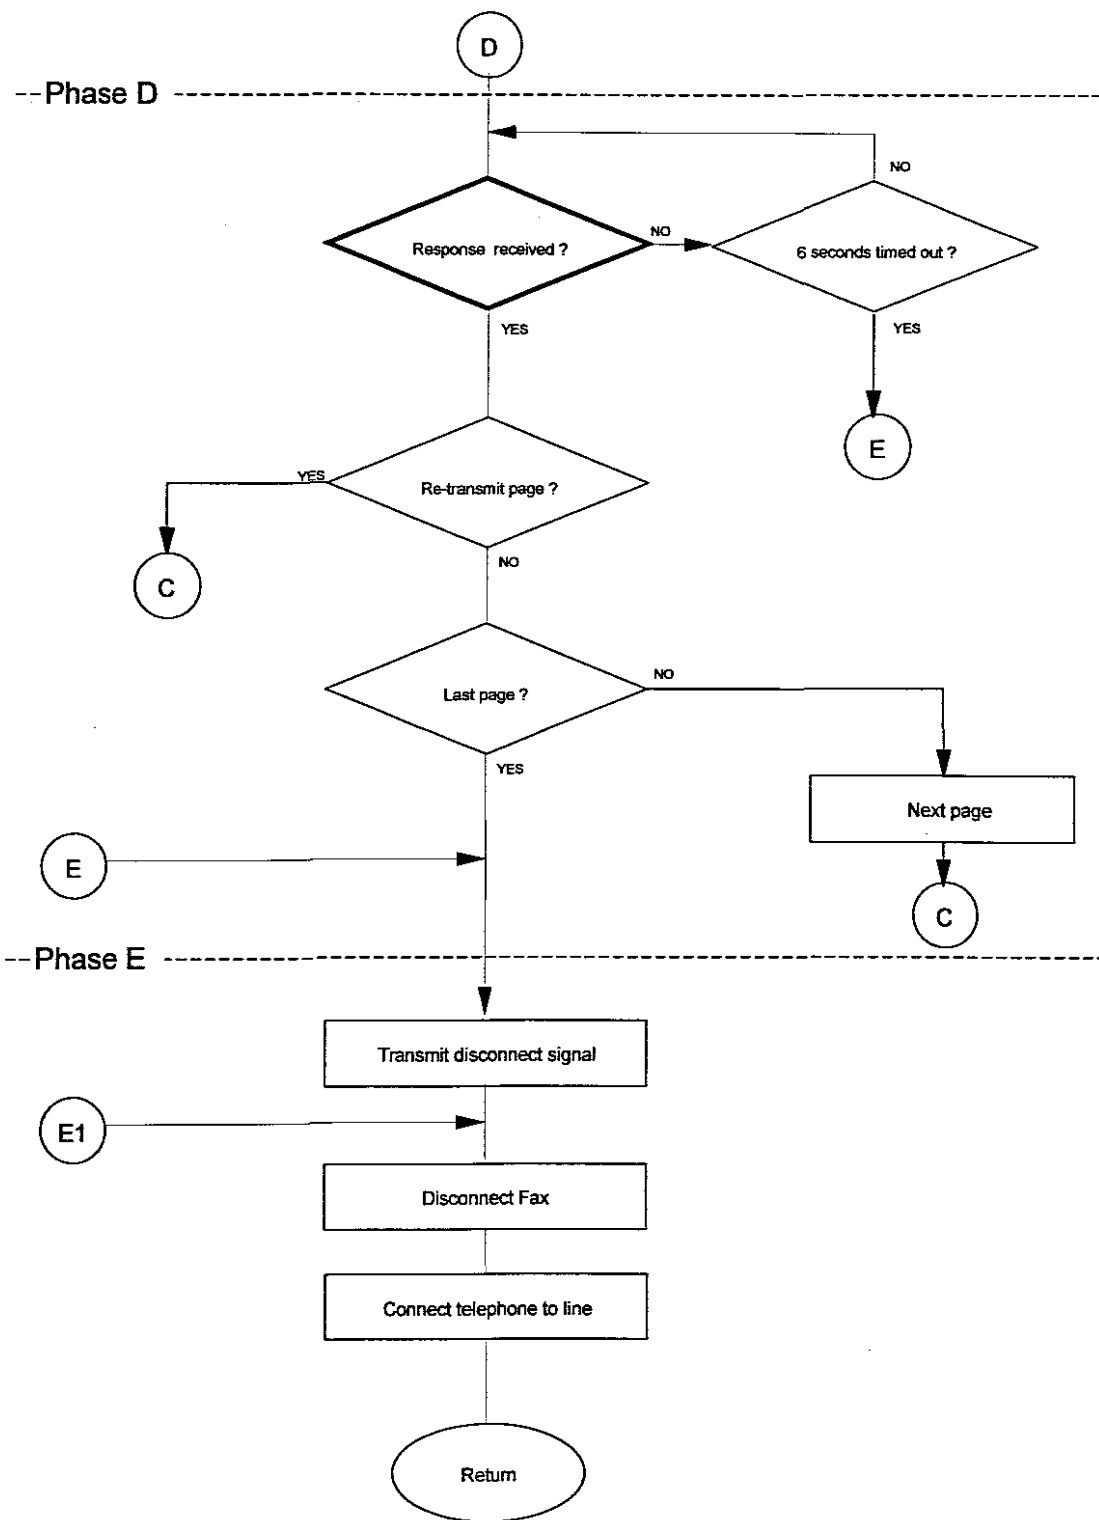 D
Phase D
NO
Response received ?
NO
6 seconds timed out ?
YES
YES
E
YES
Re-transmit page ?
C
NO
NO
Last page ?
YES
Next page
E
C
Phase E
Transmit disconnect signal
E1
Disconnect Fax
Connect telephone to line
Return